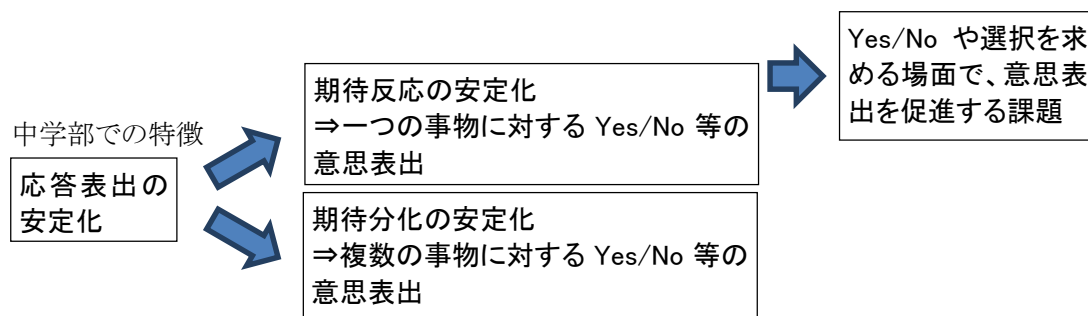 中学部での特徴
応答表出の
安定化
期待反応の安定化
⇒一つの事物に対する Yes/No 等の
意思表出
期待分化の安定化
⇒複数の事物に対する Yes/No 等の
意思表出
Yes/No や選択を求
める場面で、意思表
出を促進する課題